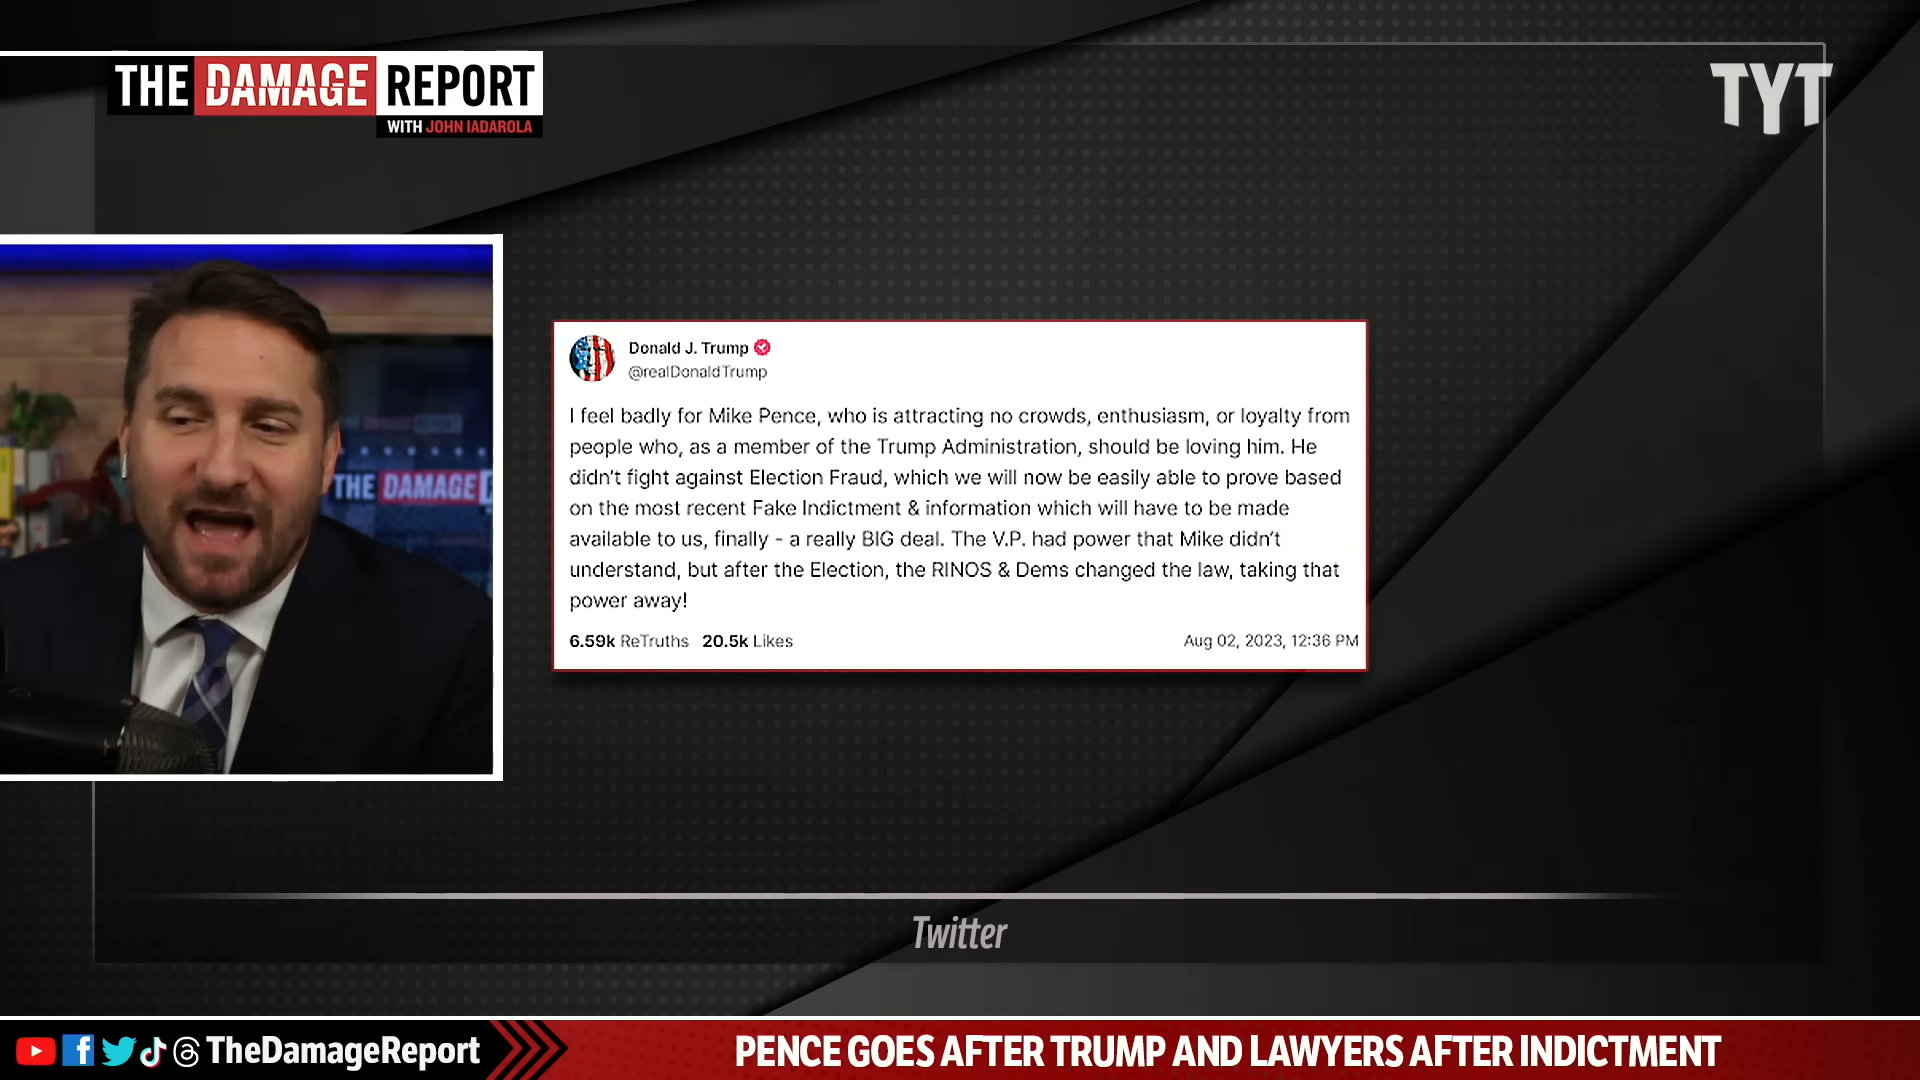 THE DAMAGE REPORT
WITH JOHN IADAROLA
TYT
THE DAMAGE
Donald J. Trump
@realDonaldTrump
I feel badly for Mike Pence, who is attracting no crowds, enthusiasm, or loyalty from
people who, as a member of the Trump Administration, should be loving him. He
didn't fight against Election Fraud, which we will now be easily able to prove based
on the most recent Fake Indictment & information which will have to be made
available to us, finally - a really BIG deal. The V.P. had power that Mike didn't
understand, but after the Election, the RINOS & Dems changed the law, taking that
power away!
6.59k ReTruths 20.5k Likes
Aug 02, 2023, 12:36 PM
Twitter
TheDamageReport
PENCE GOES AFTER TRUMP AND LAWYERS AFTER INDICTMENT